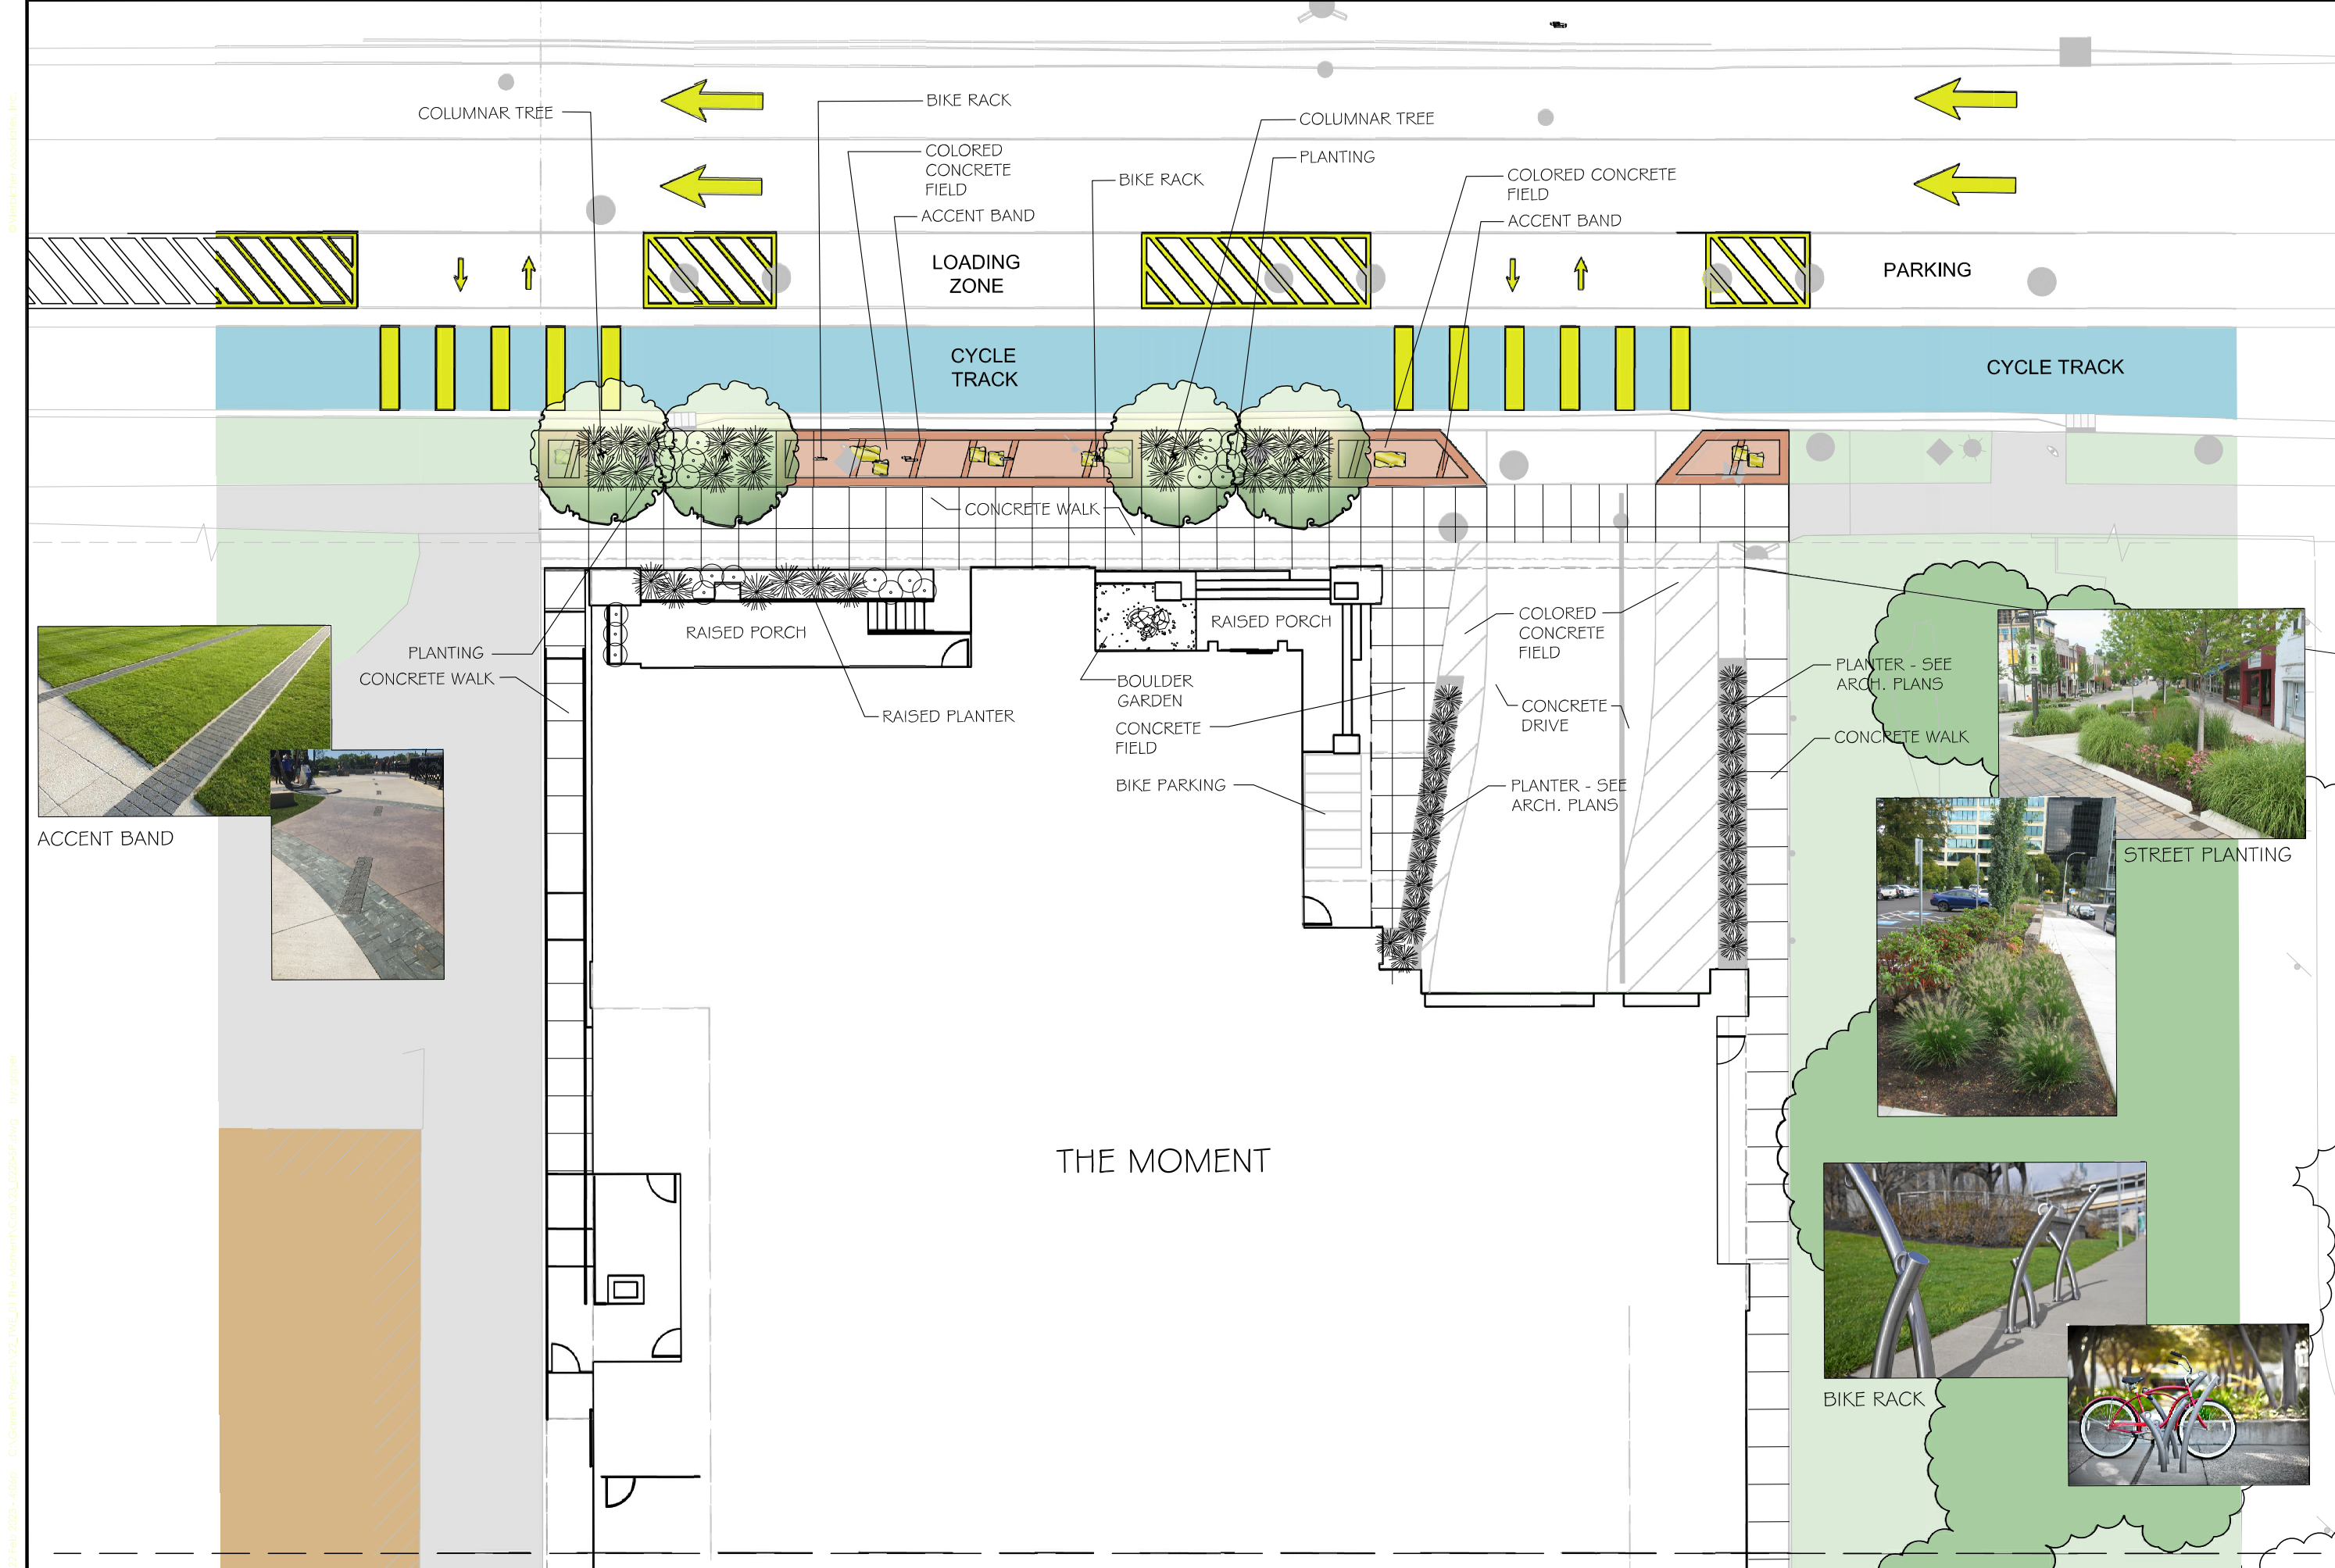 COLUMNAR TREE
BIKE RACK
COLORED
CONCRETE
FIELD
ACCENT BAND
BIKE RACK
COLUMNAR TREE
PLANTING
COLORED CONCRETE
FIELD
ACCENT BAND
LOADING
ZONE
PARKING
CYCLE
TRACK
CYCLE TRACK
CONCRETE WALK
RAISED PORCH
RAISED PORCH
PLANTING
CONCRETE WALK
RAISED PLANTER
BOULDER
GARDEN
CONCRETE
FIELD
BIKE PARKING
COLORED
CONCRETE
FIELD
CONCRETE
DRIVE
PLANTER - SEE
ARCH. PLANS
PLANTER - SEE
ARCH. PLANS
CONCRETE WALK
ACCENT BAND
STREET PLANTING
THE MOMENT
BIKE RACK